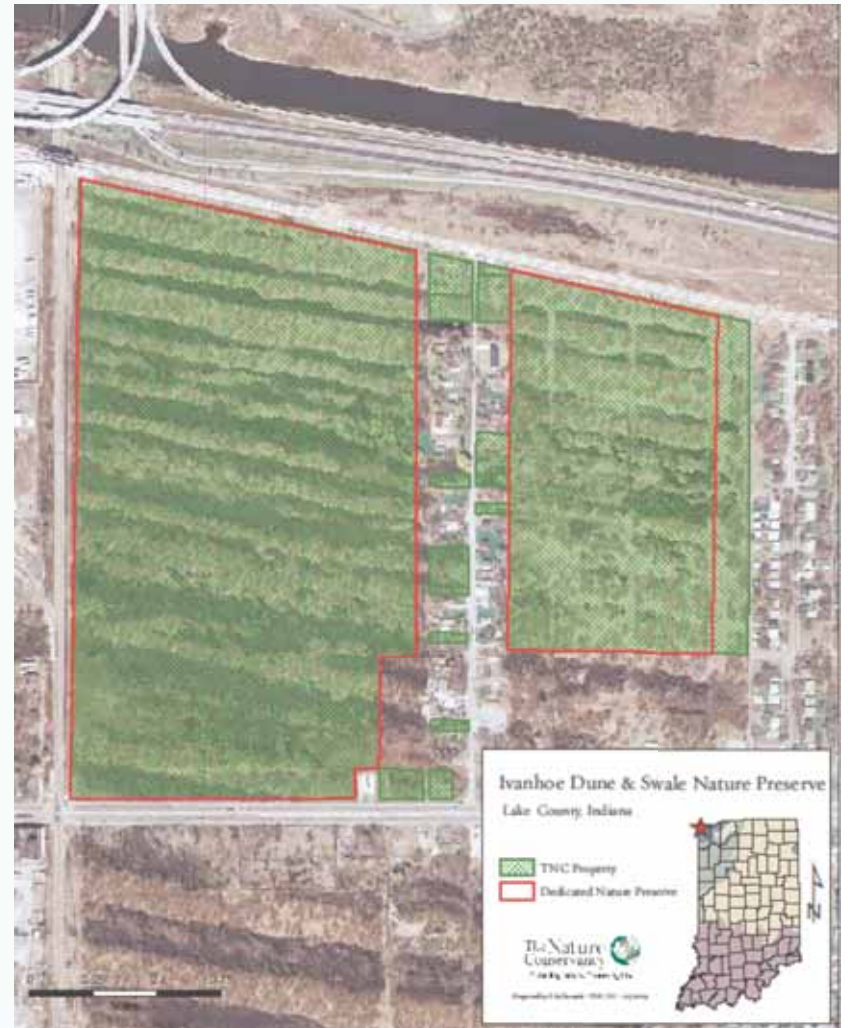 Ivanhoe Dune & Swale Nature Preserve
Lake County, Indiana
TNC Property
Dedicated Nature Preserve
N
The Nature
Conservancy